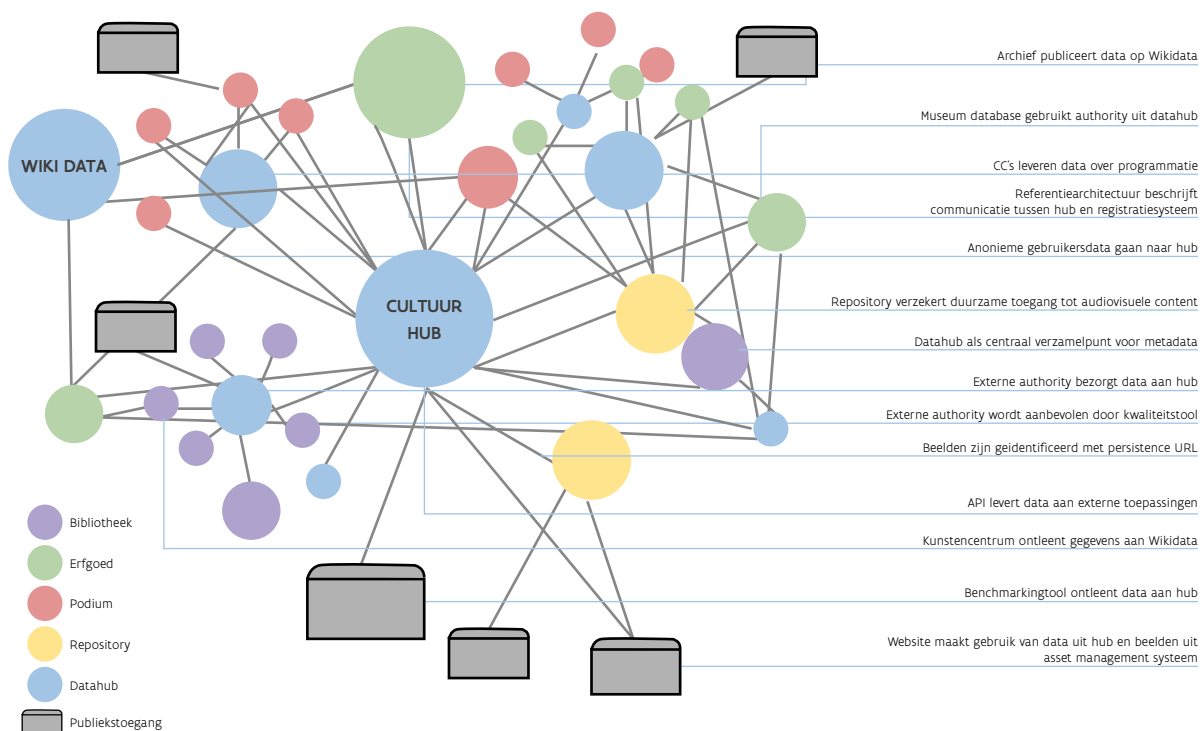 WIKI DATA
CULTUUR
HUB
Archief publiceert data op Wikidata
Museum database gebruikt authority uit datahub
CC's leveren data over programmatie
Referentiearchitectuur beschrijft
communicatie tussen hub en registratiesysteem
Anonieme gebruikersdata gaan naar hub
Repository verzekert duurzame toegang tot audiovisuele content
Datahub als centraal verzamelpunt voor metadata
Externe authority bezorgt data aan hub
Externe authority wordt aanbevolen door kwaliteitstool
Beelden zijn geidentificeerd met persistence URL
API levert data aan externe toepassingen
Kunstencentrum ontleent gegevens aan Wikidata
Benchmarkingtool ontleent data aan hub
Website maakt gebruik van data uit hub en beelden uit
asset management systeem
Bibliotheek
Erfgoed
Podium
Repository
Datahub
Publiekstoegang